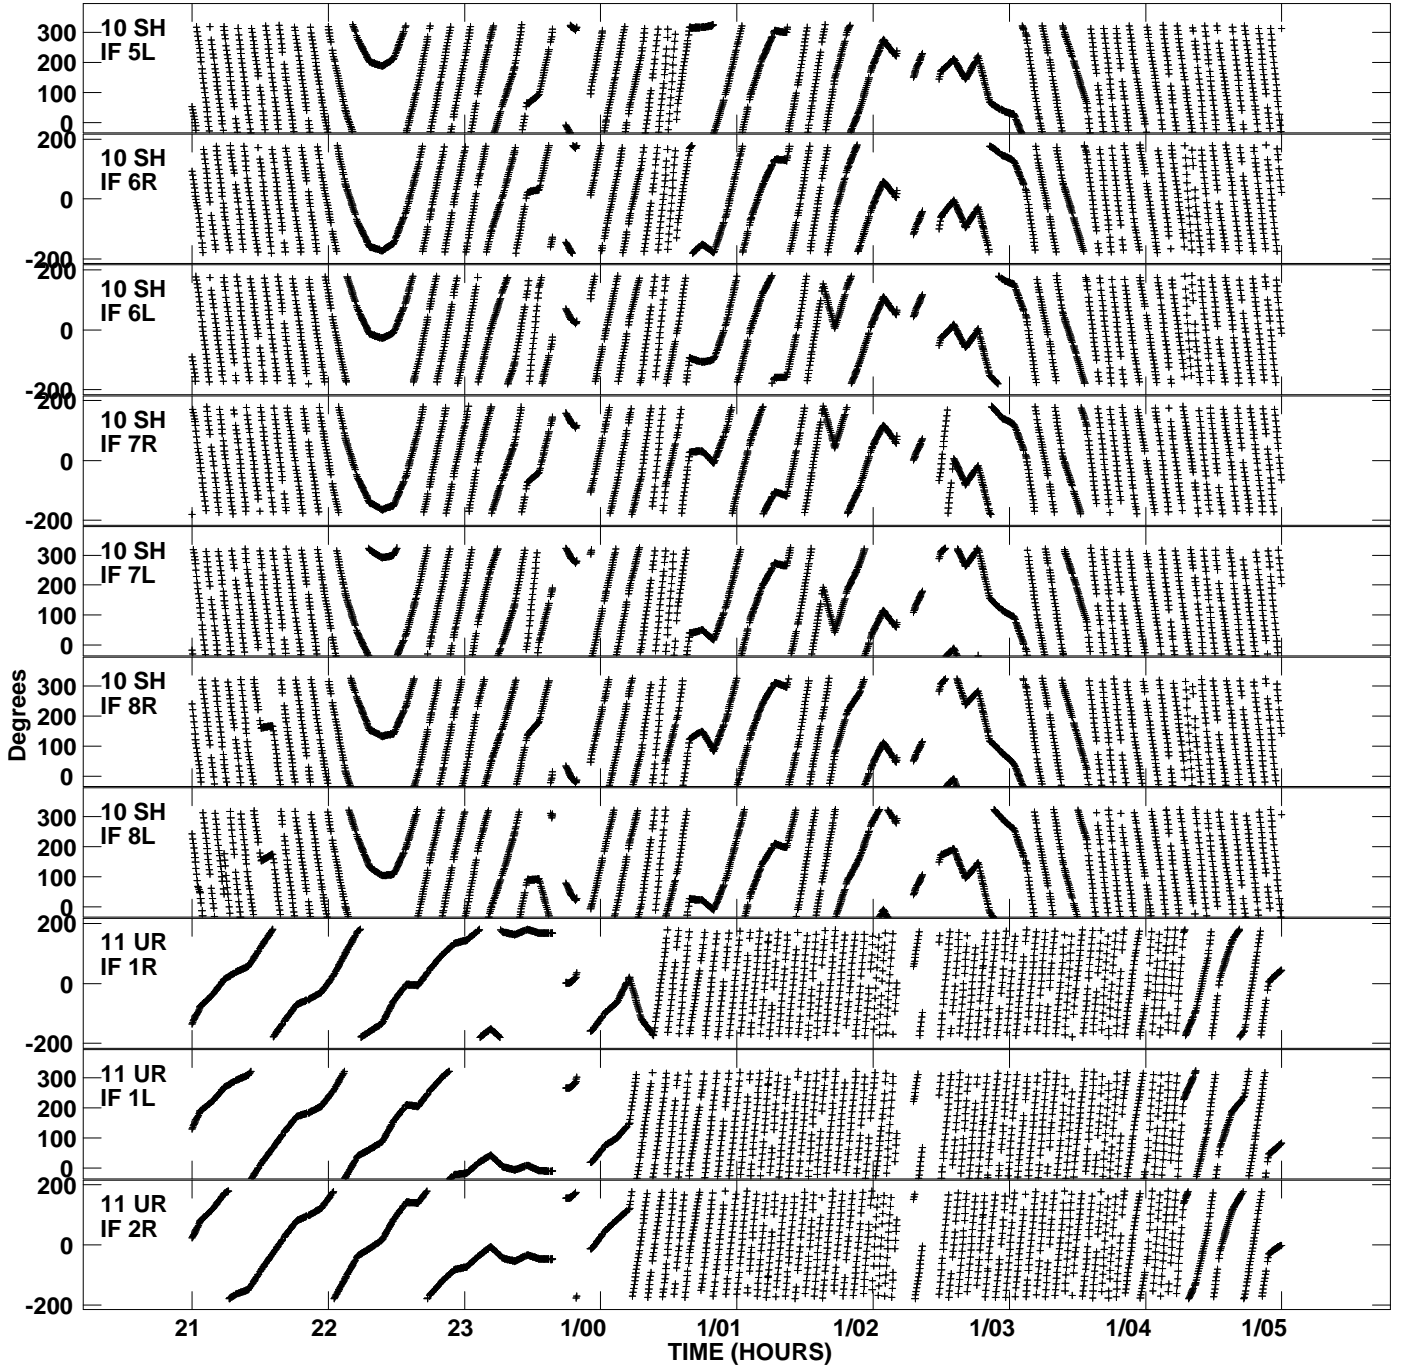 10 SH
IF 5L
300
200
100
0
10 SH
IF 6R
200
0
-200
10 SH
IF 6L
200
0
-200
10 SH
IF 7R
200
0
-200
10 SH
IF 7L
300
200
100
0
10 SH
IF 8R
300
200
100
0
10 SH
IF 8L
300
200
100
0
11 UR
IF 1R
200
0
-200
11 UR
IF 1L
300
200
100
0
11 UR
IF 2R
200
0
-200
Degrees
21 22 23 1/00 1/01 1/02 1/03 1/04 1/05
TIME (HOURS)